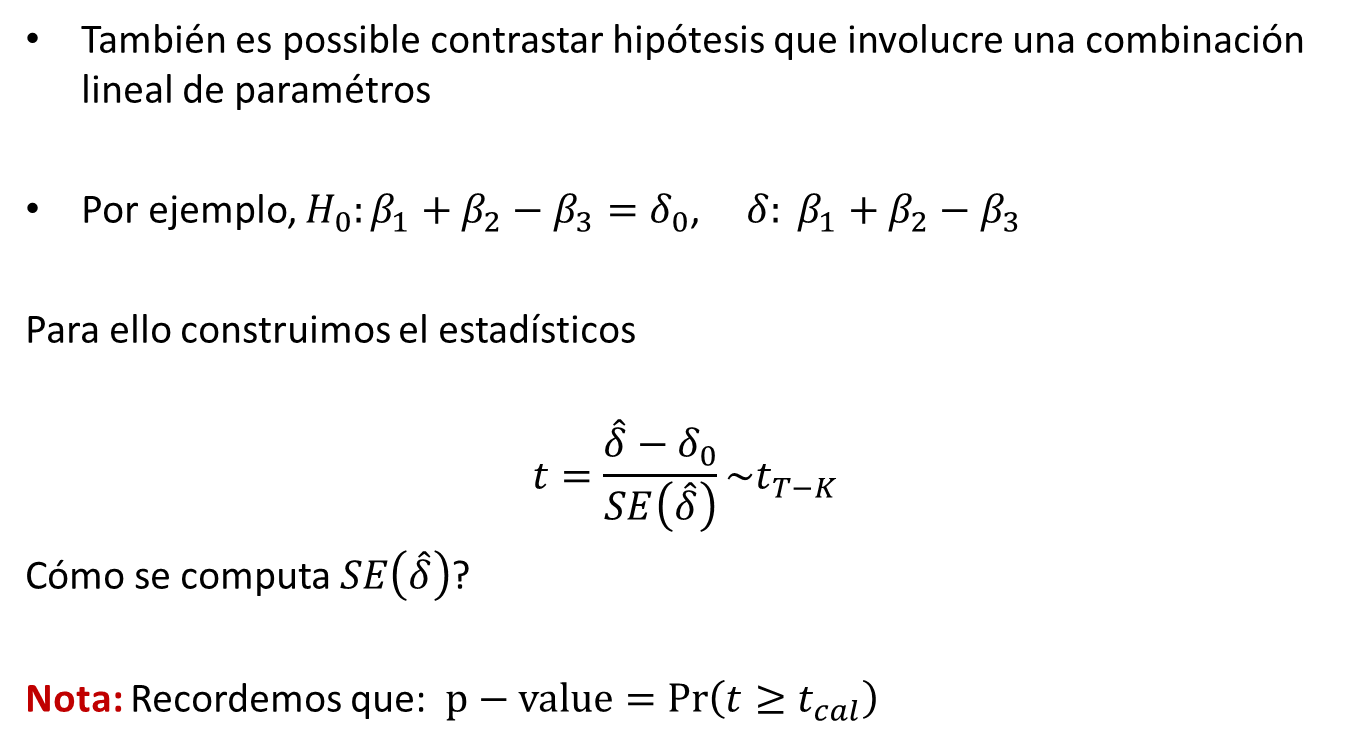 • También es possible contrastar hipótesis que involucre una combinación
lineal de paramétros
• Por ejemplo, H₀: β₁ + β₂ − β₃ = δ₀, δ: β₁ + β₂ − β₃
Para ello construimos el estadísticos
t = (δ̂ − δ₀) / SE(δ̂) ~ t_{T−K}
Cómo se computa SE(δ̂)?
Nota: Recordemos que: p − value = Pr(t ≥ t_{cal})